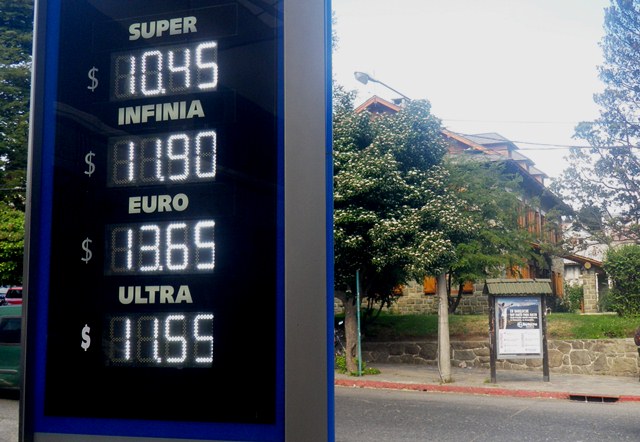 SUPER
$ 10.45
INFINIA
$ 11.90
EURO
$ 13.65
ULTRA
$ 11.55